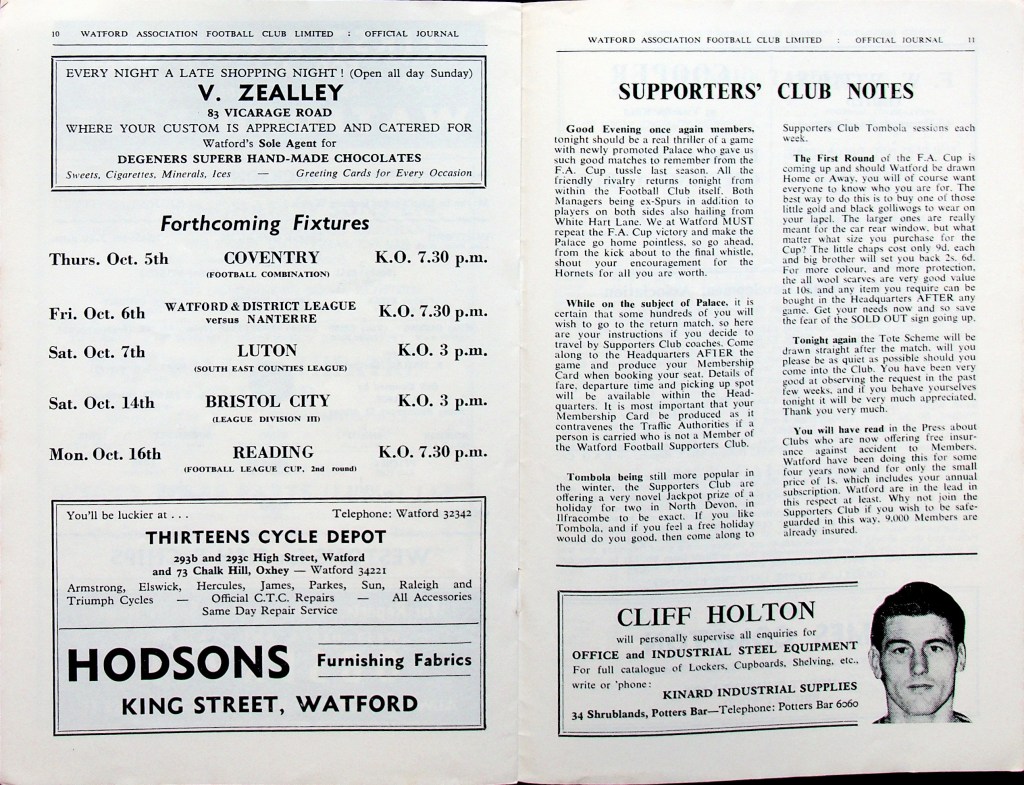 10 WATFORD ASSOCIATION FOOTBALL CLUB LIMITED : OFFICIAL JOURNAL
EVERY NIGHT A LATE SHOPPING NIGHT! (Open all day Sunday)
V. ZEALLEY
83 VICARAGE ROAD
WHERE YOUR CUSTOM IS APPRECIATED AND CATERED FOR
Watford's Sole Agent for
DEGENERS SUPERB HAND-MADE CHOCOLATES
Sweets, Cigarettes, Minerals, Ices — Greeting Cards for Every Occasion
Forthcoming Fixtures
Thurs. Oct. 5th COVENTRY K.O. 7.30 p.m.
(FOOTBALL COMBINATION)
Fri. Oct. 6th WATFORD & DISTRICT LEAGUE K.O. 7.30 p.m.
versus NANTERRE
Sat. Oct. 7th LUTON K.O. 3 p.m.
(SOUTH EAST COUNTIES LEAGUE)
Sat. Oct. 14th BRISTOL CITY K.O. 3 p.m.
(LEAGUE DIVISION III)
Mon. Oct. 16th READING K.O. 7.30 p.m.
(FOOTBALL LEAGUE CUP, 2nd round)
You'll be luckier at . . . Telephone: Watford 32342
THIRTEENS CYCLE DEPOT
293b and 293c High Street, Watford
and 73 Chalk Hill, Oxhey — Watford 34221
Armstrong, Elswick, Hercules, James, Parkes, Sun, Raleigh and
Triumph Cycles — Official C.T.C. Repairs — All Accessories
Same Day Repair Service
HODSONS Furnishing Fabrics
KING STREET, WATFORD
WATFORD ASSOCIATION FOOTBALL CLUB LIMITED : OFFICIAL JOURNAL 11
SUPPORTERS' CLUB NOTES
Good Evening once again members,
tonight should be a real thriller of a
game with newly promoted Palace who gave us
such good matches to remember from the
F.A. Cup tussle last season. All the
friendly rivalry returns tonight from
within the Football Club itself. Both
Managers being ex-Spurs in addition to
players on both sides also hailing from
White Hart Lane. We at Watford MUST
repeat the F.A. Cup victory and make the
Palace go home pointless, so go ahead,
from the kick about to the final whistle,
shout your encouragement for the
Hornets for all you are worth.
While on the subject of Palace, it is
certain that some hundreds of you will
wish to go to the return match, so here
are your instructions if you decide to
travel by Supporters Club coaches. Come
along to the Headquarters AFTER the
game and produce your Membership
Card when booking your seat. Details of
fare, departure time and picking up spot
will be available within the Head-
quarters. It is most important that your
Membership Card be produced as it
contravenes the Traffic Authorities if a
person is carried who is not a Member of
the Watford Football Supporters Club.
Tombola being still more popular in
the winter, the Supporters Club are
offering a very novel Jackpot prize of a
holiday for two in North Devon, in
Ilfracombe to be exact. If you like
Tombola, and if you feel a free holiday
would do you good, then come along to
Supporters Club Tombola sessions each
week.
The First Round of the F.A. Cup is
coming up and should Watford be drawn
Home or Away, you will of course want
everyone to know who you are for. The
best way to do this is to buy one of those
little gold and black golliwogs to wear on
your lapel. The larger ones are really
meant for the car rear window, but what
matter what size you purchase for the
Cup? The little chaps cost only 9d. each
and big brother will set you back 2s. 6d.
For more colour, and more protection,
the all wool scarves are very good value
at 10s. and any item you require can be
bought in the Headquarters AFTER any
game. Get your needs now and so save
the fear of the SOLD OUT sign going up.
Tonight again the Tote Scheme will be
drawn straight after the match, will you
please be as quiet as possible should you
come into the Club. You have been very
good at observing the request in the past
few weeks, and if you behave yourselves
tonight it will be very much appreciated.
Thank you very much.
You will have read in the Press about
Clubs who are now offering free insur-
ance against accident to Members.
Watford have been doing this for some
four years now and for only the small
price of 1s. which includes your annual
subscription. Watford are in the lead in
this respect at least. Why not join the
Supporters Club if you wish to be safe-
guarded in this way. 9,000 Members are
already insured.
CLIFF HOLTON
will personally supervise all enquiries for
OFFICE and INDUSTRIAL STEEL EQUIPMENT
For full catalogue of Lockers, Cupboards, Shelving, etc.,
write or 'phone:
KINARD INDUSTRIAL SUPPLIES
34 Shrublands, Potters Bar—Telephone: Potters Bar 6060